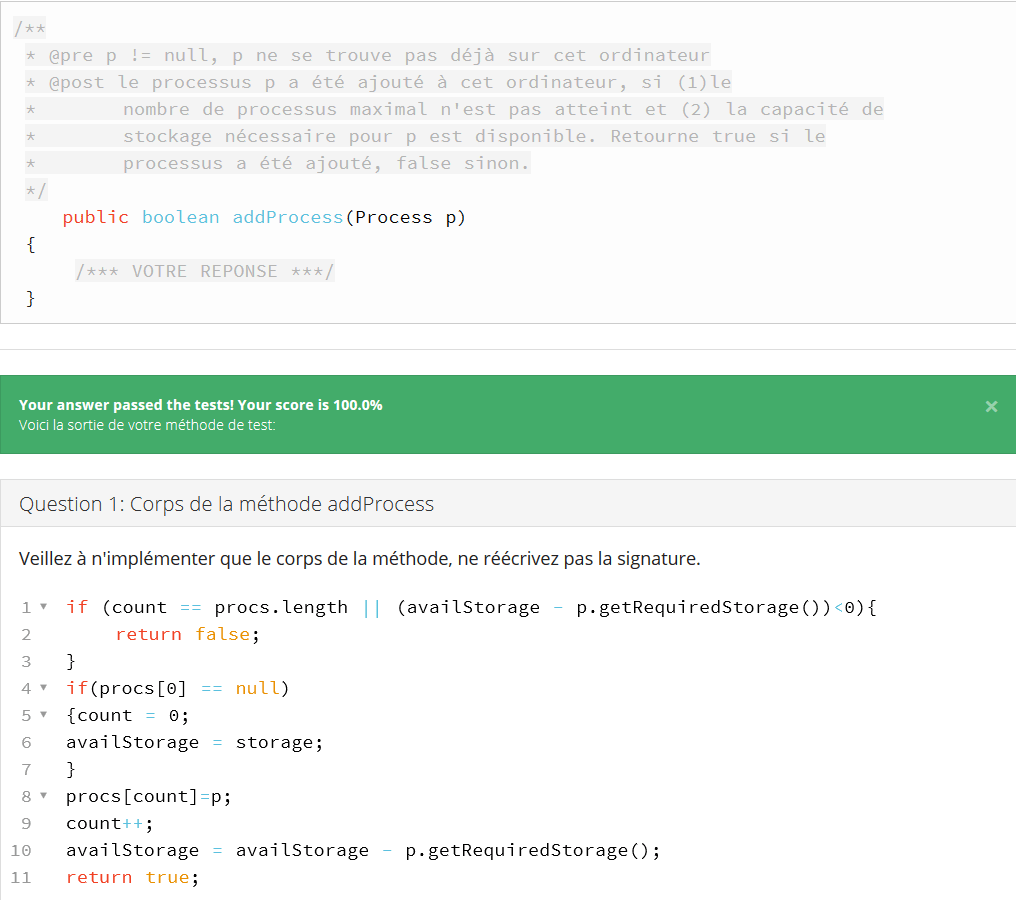 /**
* @pre p != null, p ne se trouve pas déjà sur cet ordinateur
* @post le processus p a été ajouté à cet ordinateur, si (1)le
* nombre de processus maximal n'est pas atteint et (2) la capacité de
* stockage nécessaire pour p est disponible. Retourne true si le
* processus a été ajouté, false sinon.
*/
public boolean addProcess(Process p)
{
/*** VOTRE REPONSE ***/
}
Your answer passed the tests! Your score is 100.0% ×
Voici la sortie de votre méthode de test:
Question 1: Corps de la méthode addProcess
Veillez à n'implémenter que le corps de la méthode, ne réécrivez pas la signature.
1 if (count == procs.length || (availStorage - p.getRequiredStorage())<0){
2 return false;
3 }
4 if(procs[0] == null)
5 {count = 0;
6 availStorage = storage;
7 }
8 procs[count]=p;
9 count++;
10 availStorage = availStorage - p.getRequiredStorage();
11 return true;